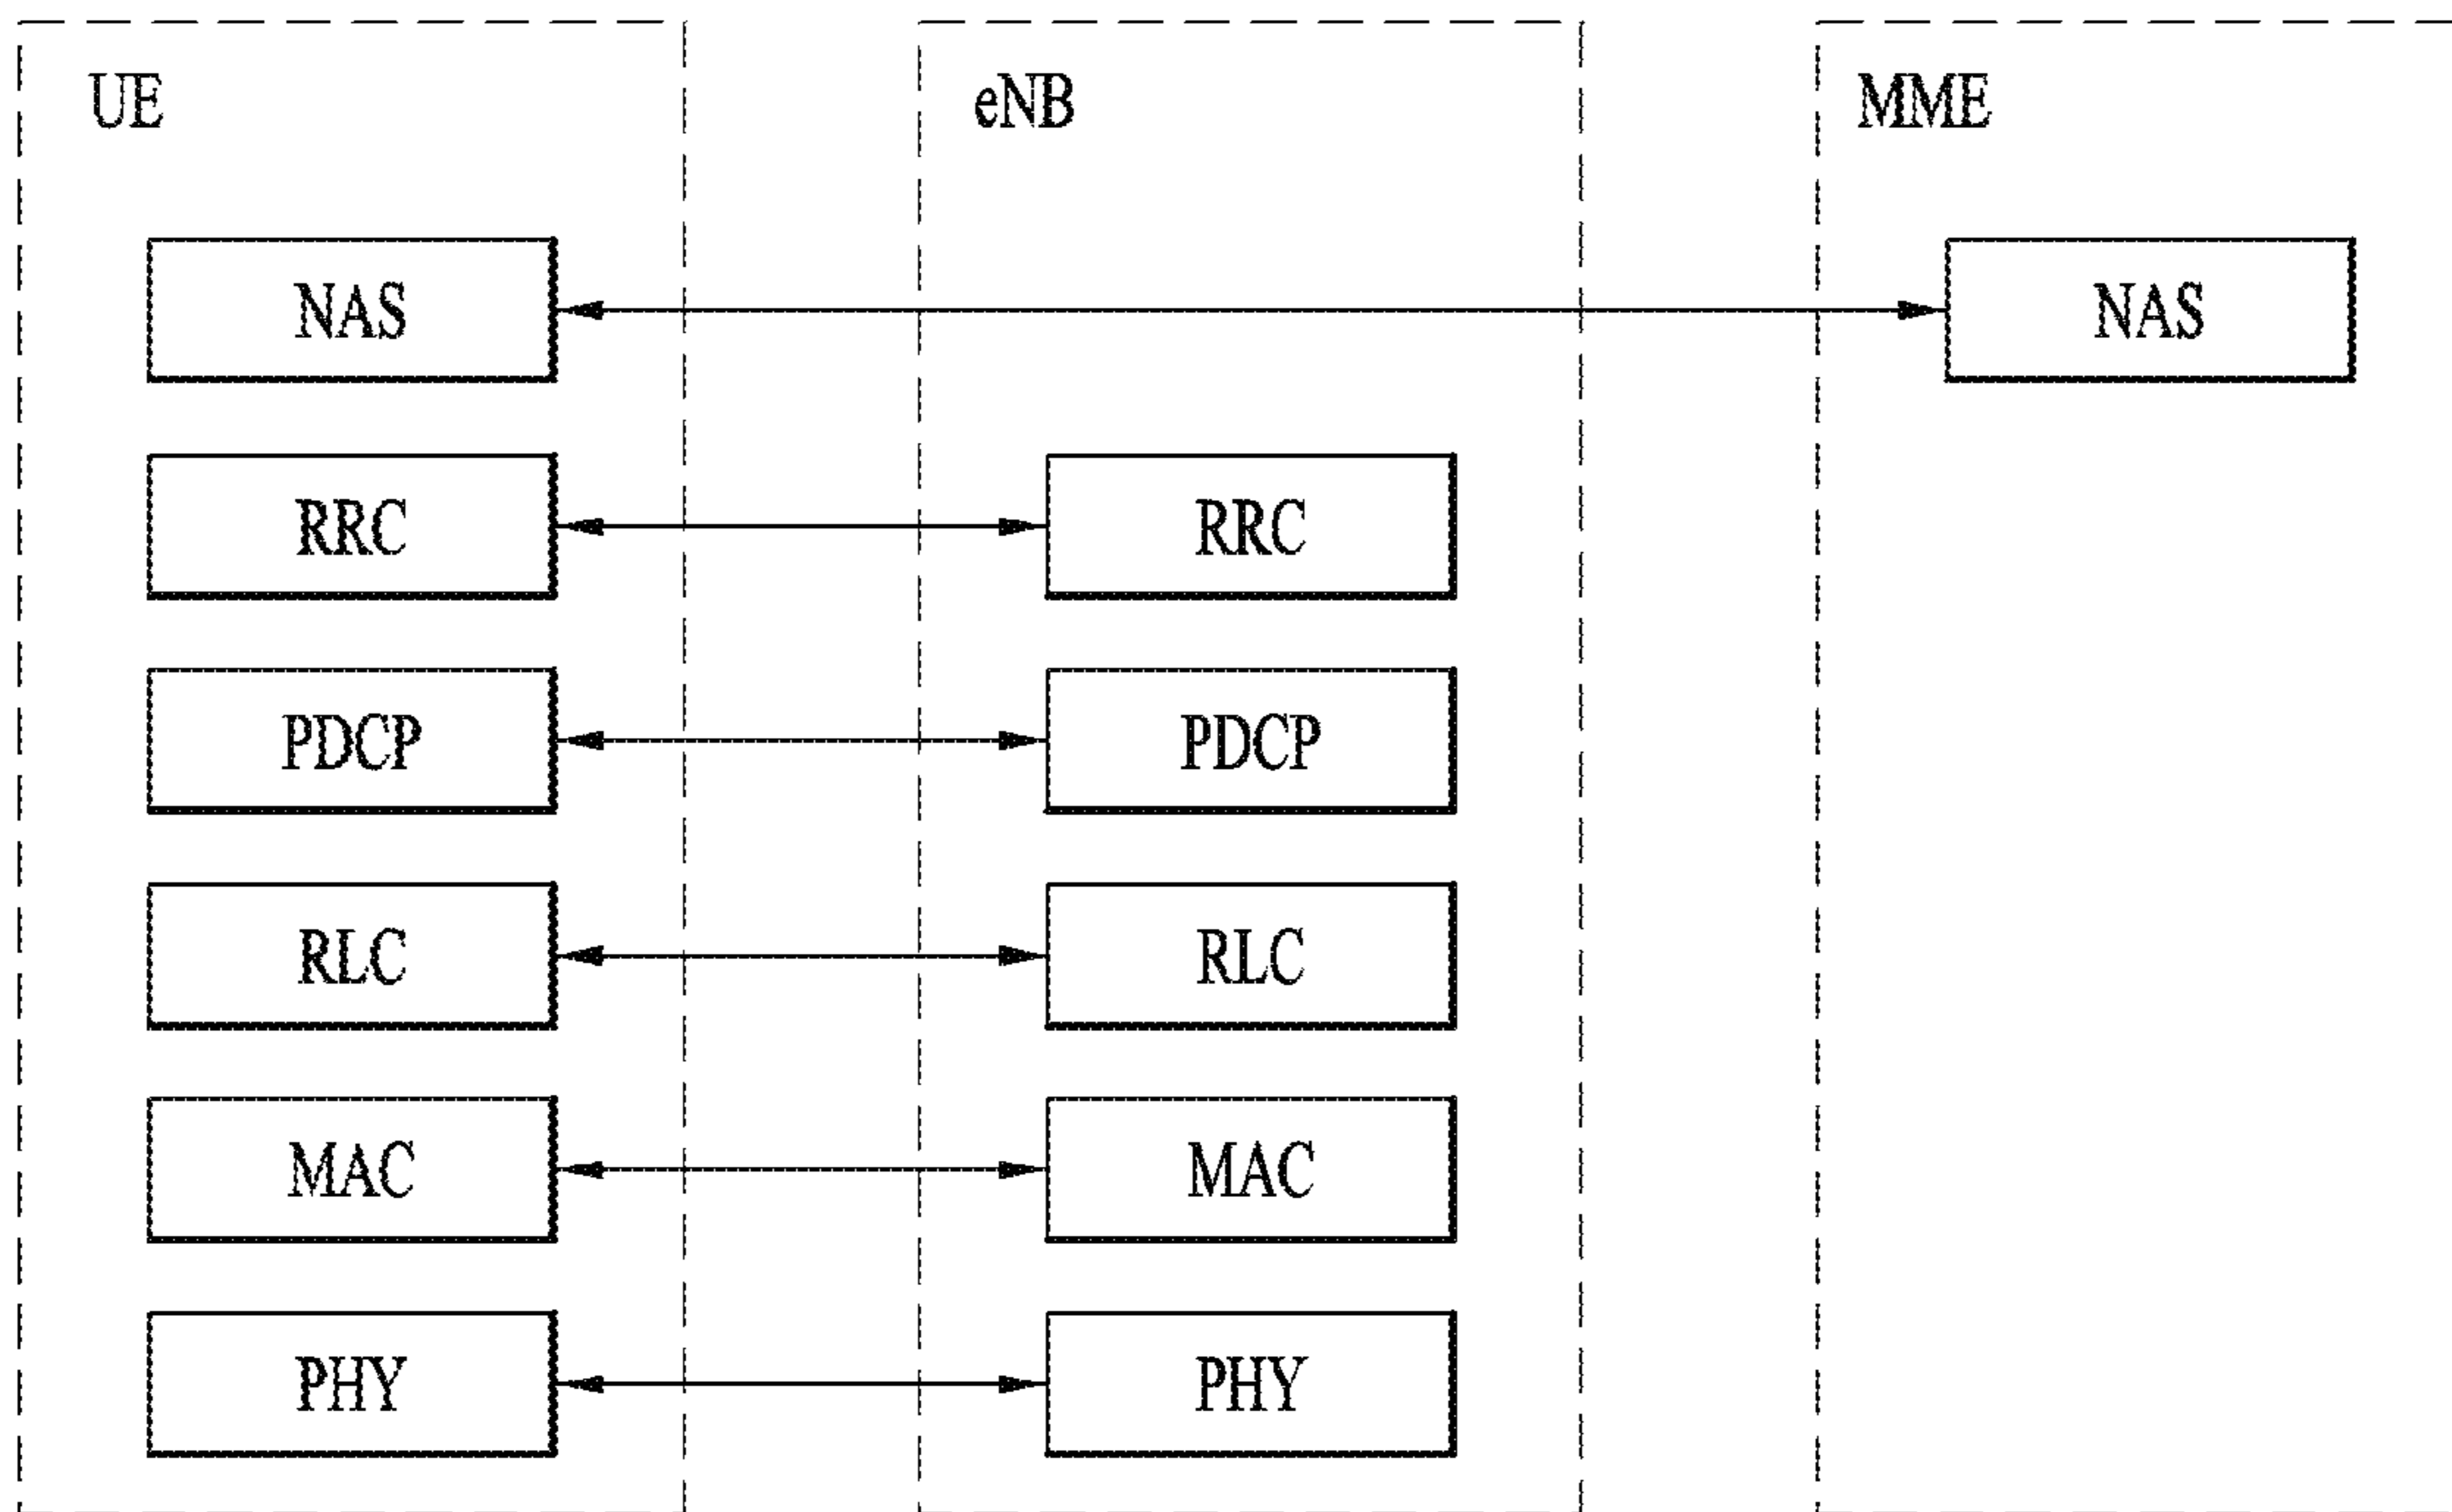 UE eNB MME
NAS NAS
RRC RRC
PDCP PDCP
RLC RLC
MAC MAC
PHY PHY